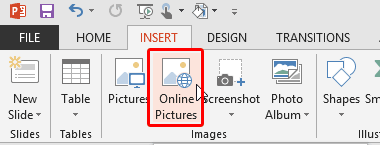 FILE HOME INSERT DESIGN TRANSITIONS
New Slide Table Pictures Online Pictures Screenshot Photo Album Shapes
Slides Tables Images